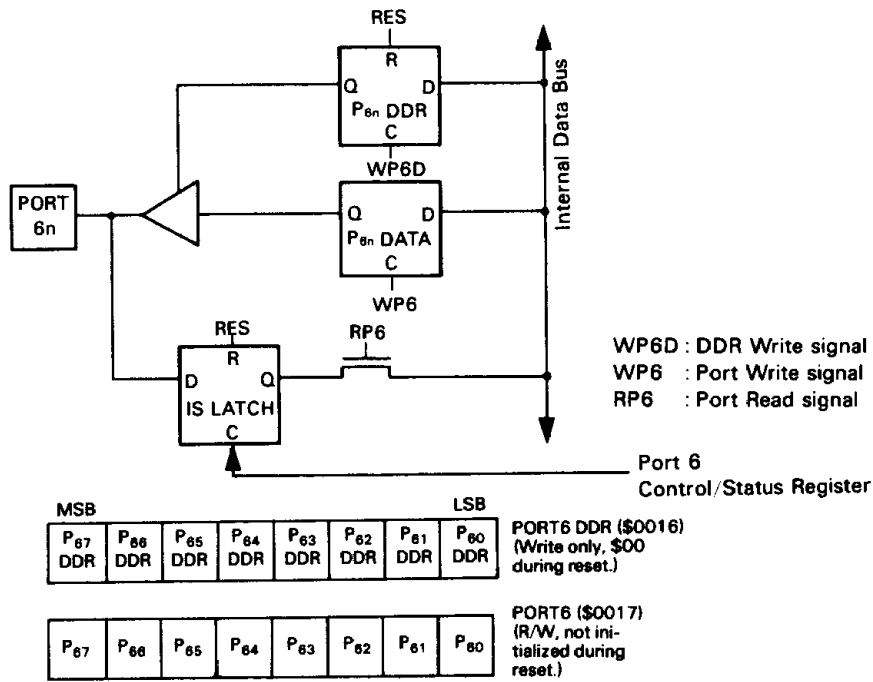 RES
R
Q D
P6n DDR
C
WP6D
Internal Data Bus
PORT
6n
Q D
P6n DATA
C
WP6
RES
R
RP6
D Q
IS LATCH
C
WP6D : DDR Write signal
WP6 : Port Write signal
RP6 : Port Read signal
Port 6
Control/Status Register
MSB LSB
P67 DDR P66 DDR P65 DDR P64 DDR P63 DDR P62 DDR P61 DDR P60 DDR
PORT6 DDR ($0016)
(Write only, $00
during reset.)
P67 P66 P65 P64 P63 P62 P61 P60
PORT6 ($0017)
(R/W, not ini-
tialized during
reset.)